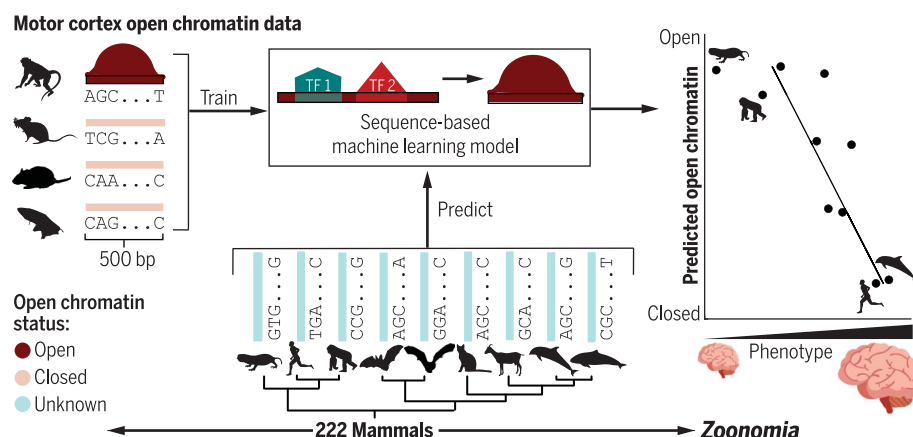 Motor cortex open chromatin data
AGC...T
TCG...A
CAA...C
CAG...C
500 bp
Train
TF 1
TF 2
Sequence-based
machine learning model
Predict
GTG...G
TGA...C
GCG...G
AGC...A
GGA...C
AGC...C
GCA...C
AGC...G
CGC...T
Open chromatin
status:
Open
Closed
Unknown
222 Mammals
Zoonomia
Open
Predicted open chromatin
Closed
Phenotype